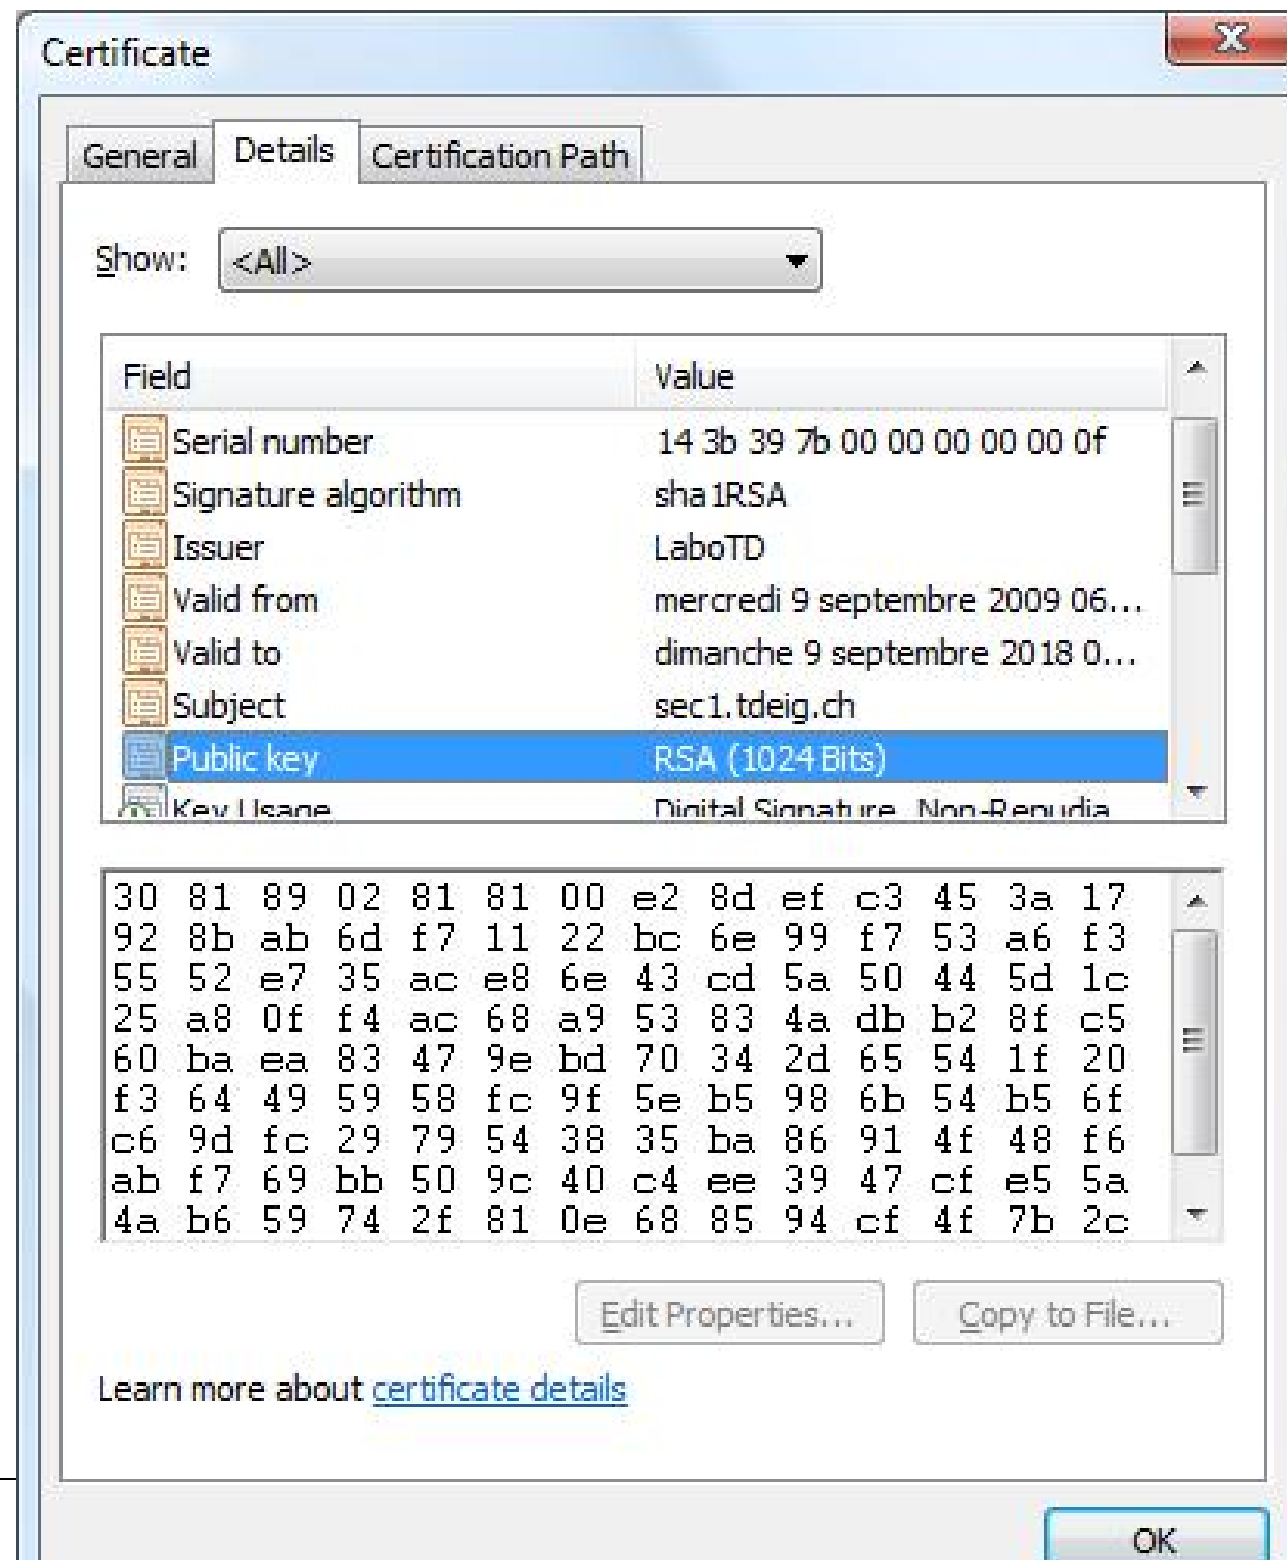 Certificate
General Details Certification Path
Show: <All>
Field Value
Serial number 14 3b 39 7b 00 00 00 00 00 0f
Signature algorithm sha1RSA
Issuer LaboTD
Valid from mercredi 9 septembre 2009 06...
Valid to dimanche 9 septembre 2018 0...
Subject sec1.tdeig.ch
Public key RSA (1024 Bits)
Key Usage Digital Signature, Non-Repudia
30 81 89 02 81 81 00 e2 8d ef c3 45 3a 17
92 8b ab 6d f7 11 22 bc 6e 99 f7 53 a6 f3
55 52 e7 35 ac e8 6e 43 cd 5a 50 44 5d 1c
25 a8 0f f4 ac 68 a9 53 83 4a db b2 8f c5
60 ba ea 83 47 9e bd 70 34 2d 65 54 1f 20
f3 64 49 59 58 fc 9f 5e b5 98 6b 54 b5 6f
c6 9d fc 29 79 54 38 35 ba 86 91 4f 48 f6
ab f7 69 bb 50 9c 40 c4 ee 39 47 cf e5 5a
4a b6 59 74 2f 81 0e 68 85 94 cf 4f 7b 2c
Edit Properties... Copy to File...
Learn more about certificate details
OK